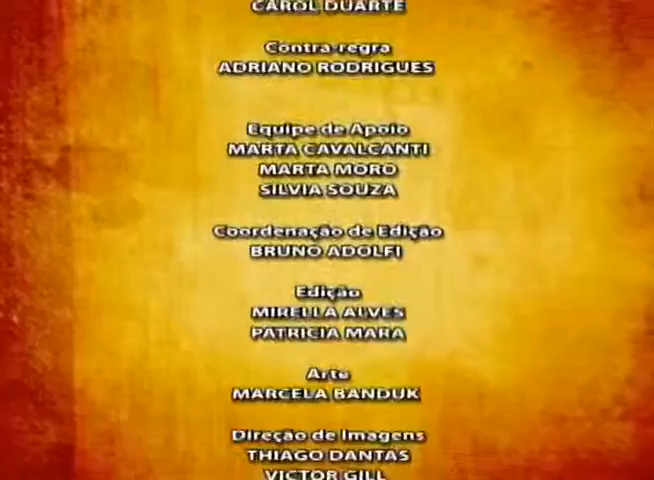 CAROL DUARTE
Contra-regra
ADRIANO RODRIGUES
Equipe de Apoio
MARTA CAVALCANTI
MARTA MORO
SILVIA SOUZA
Coordenação de Edição
BRUNO ADOLFI
Edição
MIRELLA ALVES
PATRICIA MARA
Arte
MARCELA BANDUK
Direção de Imagens
THIAGO DANTAS
VICTOR GILL